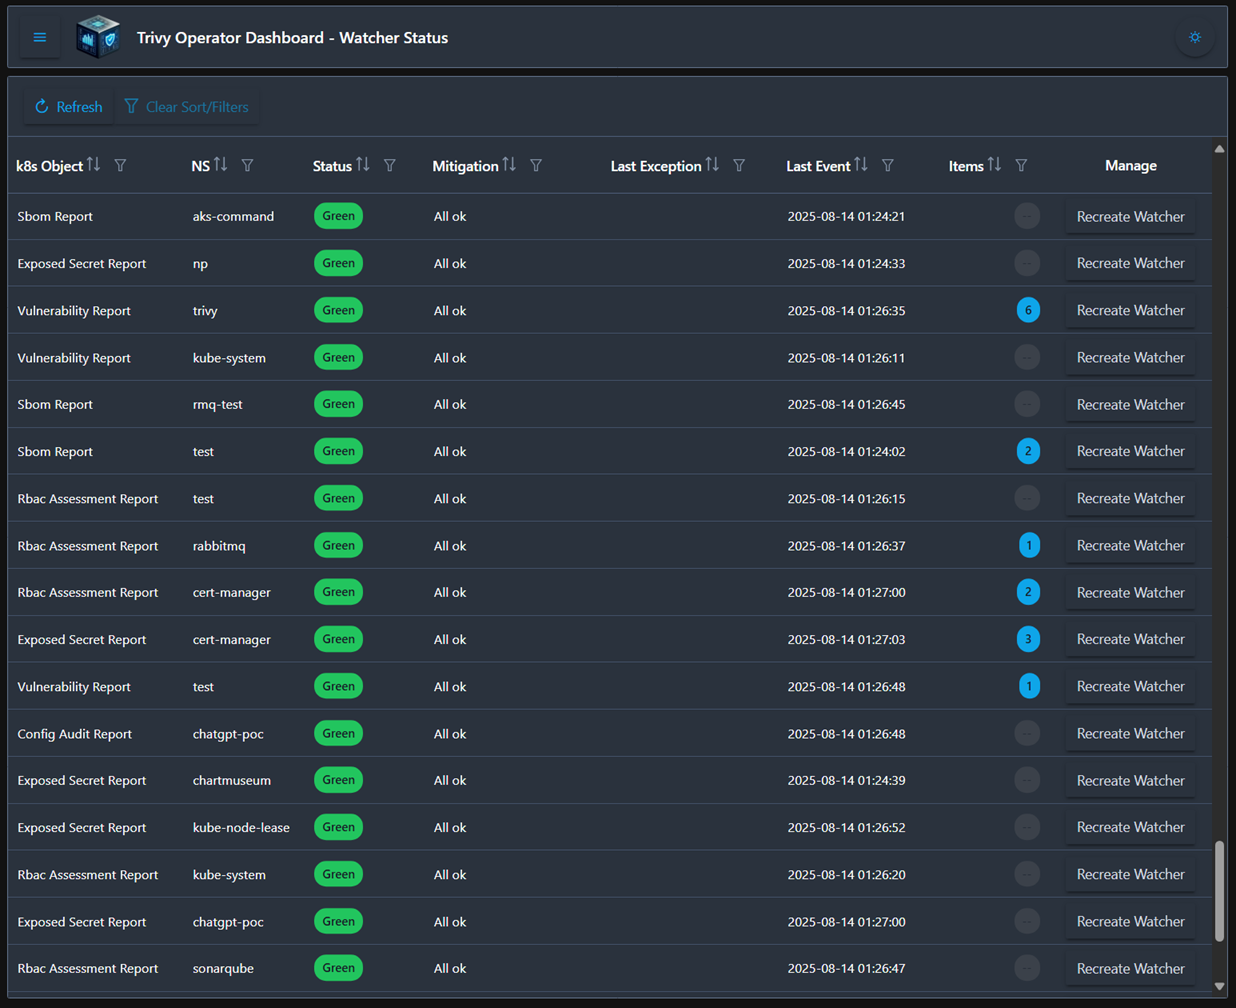 Trivy Operator Dashboard - Watcher Status
Refresh Clear Sort/Filters
k8s Object NS Status Mitigation Last Exception Last Event Items Manage
Sbom Report aks-command Green All ok 2025-08-14 01:24:21 -- Recreate Watcher
Exposed Secret Report np Green All ok 2025-08-14 01:24:33 -- Recreate Watcher
Vulnerability Report trivy Green All ok 2025-08-14 01:26:35 6 Recreate Watcher
Vulnerability Report kube-system Green All ok 2025-08-14 01:26:11 -- Recreate Watcher
Sbom Report rmq-test Green All ok 2025-08-14 01:26:45 -- Recreate Watcher
Sbom Report test Green All ok 2025-08-14 01:24:02 2 Recreate Watcher
Rbac Assessment Report test Green All ok 2025-08-14 01:26:15 -- Recreate Watcher
Rbac Assessment Report rabbitmq Green All ok 2025-08-14 01:26:37 1 Recreate Watcher
Rbac Assessment Report cert-manager Green All ok 2025-08-14 01:27:00 2 Recreate Watcher
Exposed Secret Report cert-manager Green All ok 2025-08-14 01:27:03 3 Recreate Watcher
Vulnerability Report test Green All ok 2025-08-14 01:26:48 1 Recreate Watcher
Config Audit Report chatgpt-poc Green All ok 2025-08-14 01:26:48 -- Recreate Watcher
Exposed Secret Report chartmuseum Green All ok 2025-08-14 01:24:39 -- Recreate Watcher
Exposed Secret Report kube-node-lease Green All ok 2025-08-14 01:26:52 -- Recreate Watcher
Rbac Assessment Report kube-system Green All ok 2025-08-14 01:26:20 -- Recreate Watcher
Exposed Secret Report chatgpt-poc Green All ok 2025-08-14 01:27:00 -- Recreate Watcher
Rbac Assessment Report sonarqube Green All ok 2025-08-14 01:26:47 -- Recreate Watcher